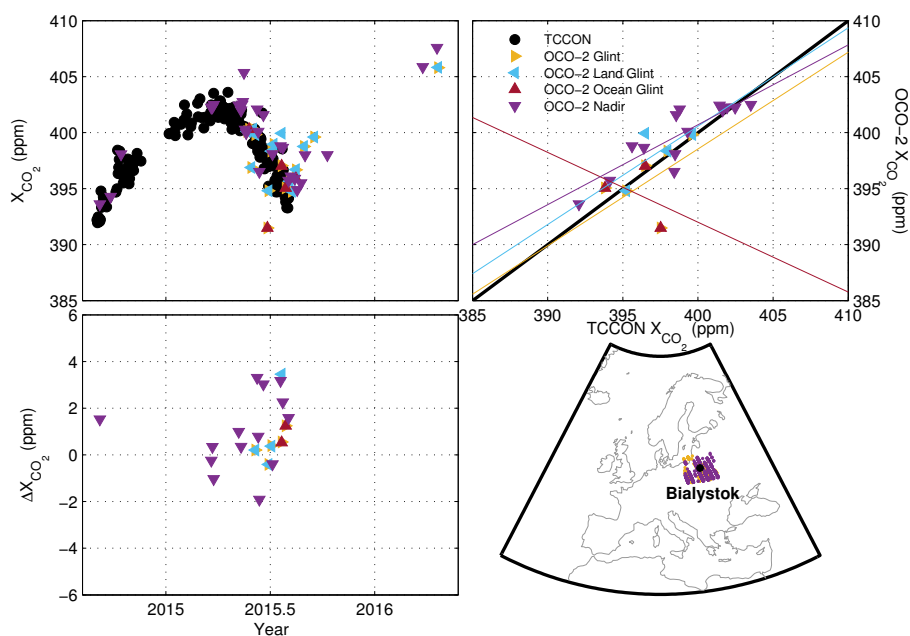 410
405
400
395
390
385
X_CO2 (ppm)
TCCON
OCO−2 Glint
OCO−2 Land Glint
OCO−2 Ocean Glint
OCO−2 Nadir
410
405
400
395
390
385
OCO−2 X_CO2 (ppm)
385 390 395 400 405 410
TCCON X_CO2 (ppm)
6
4
2
0
−2
−4
−6
ΔX_CO2 (ppm)
2015 2015.5 2016
Year
Bialystok